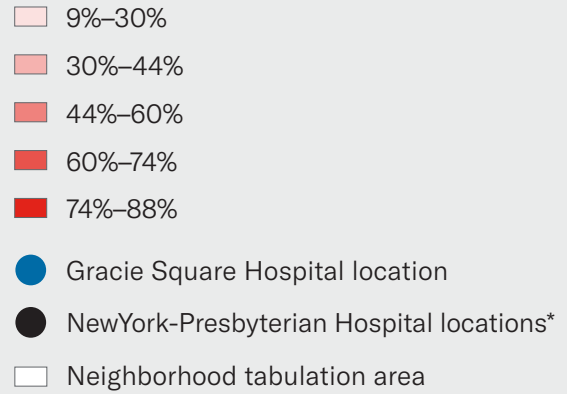 9%–30%
30%–44%
44%–60%
60%–74%
74%–88%
Gracie Square Hospital location
NewYork-Presbyterian Hospital locations*
Neighborhood tabulation area